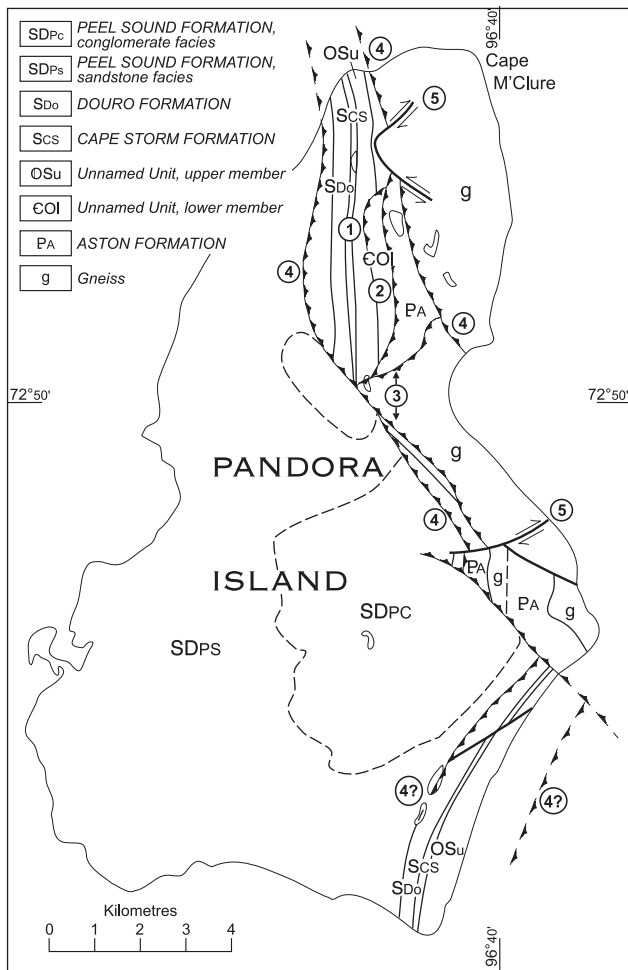 SDPc PEEL SOUND FORMATION,
conglomerate facies
SDPs PEEL SOUND FORMATION,
sandstone facies
SDo DOURO FORMATION
SCS CAPE STORM FORMATION
OSu Unnamed Unit, upper member
ЄOl Unnamed Unit, lower member
PA ASTON FORMATION
g Gneiss
96°40'
Cape
M'Clure
4
OSu
5
SCS
g
SDo
1
ЄOl
4
2
PA
4
72°50'
72°50'
3
PANDORA
g
4
5
ISLAND
PA
g
PA
g
SDPC
SDPS
4?
4?
OSu
SCS
SDo
Kilometres
0 1 2 3 4
96°40'